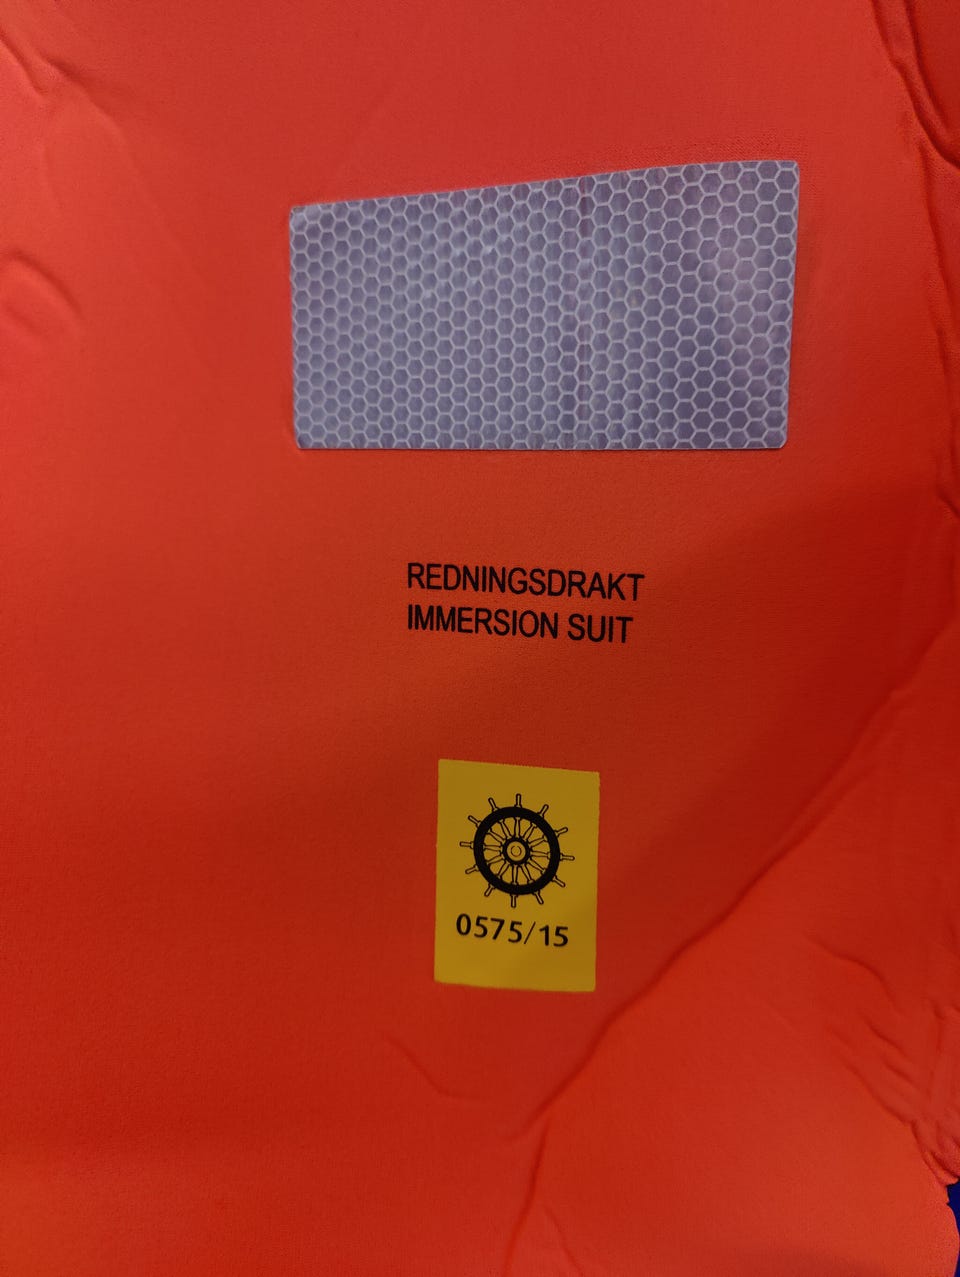 REDNINGSDRAKT
IMMERSION SUIT
0575/15